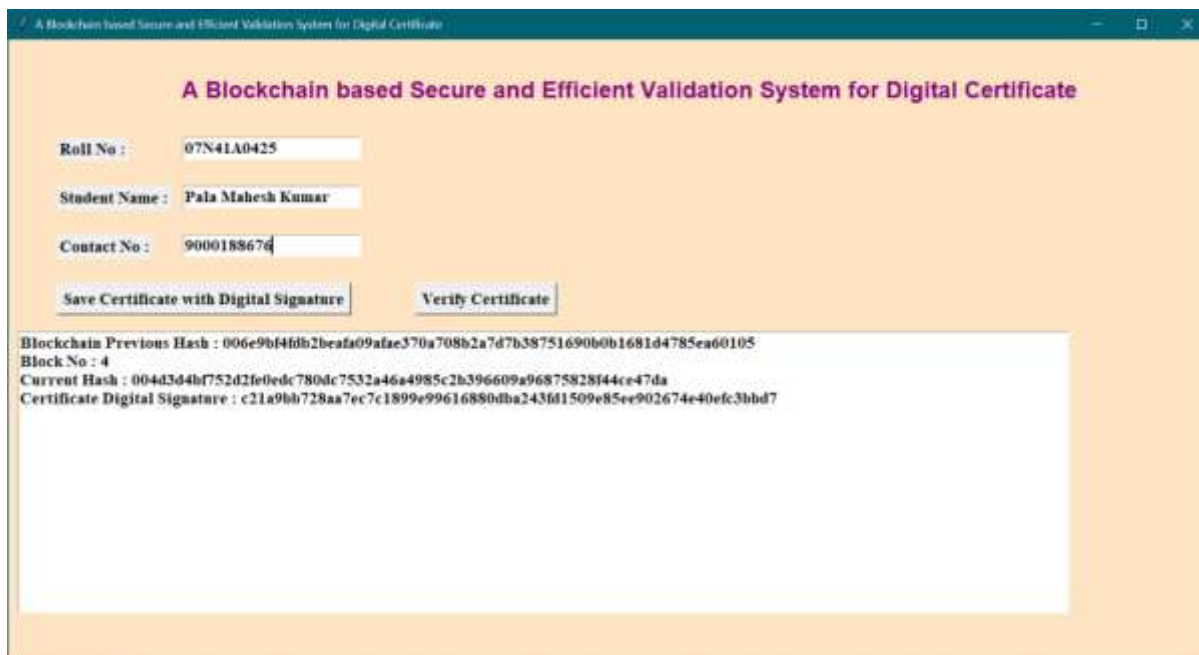 A Blockchain based Secure and Efficient Validation System for Digital Certificate
A Blockchain based Secure and Efficient Validation System for Digital Certificate
Roll No : 07N41A0425
Student Name : Pala Mahesh Kumar
Contact No : 9000188676
Save Certificate with Digital Signature Verify Certificate
Blockchain Previous Hash : 006e9bf4fdb2beafa09afae370a708b2a7d7b38751690b0b1681d4785ea60105
Block No : 4
Current Hash : 004d3d4bf752d2fe0edc780dc7532a46a4985c2b396609a96875828f44ce47da
Certificate Digital Signature : c21a9bb728aa7ec7c1899e99616880dba243fd1509e85ee902674e40efc3bbd7